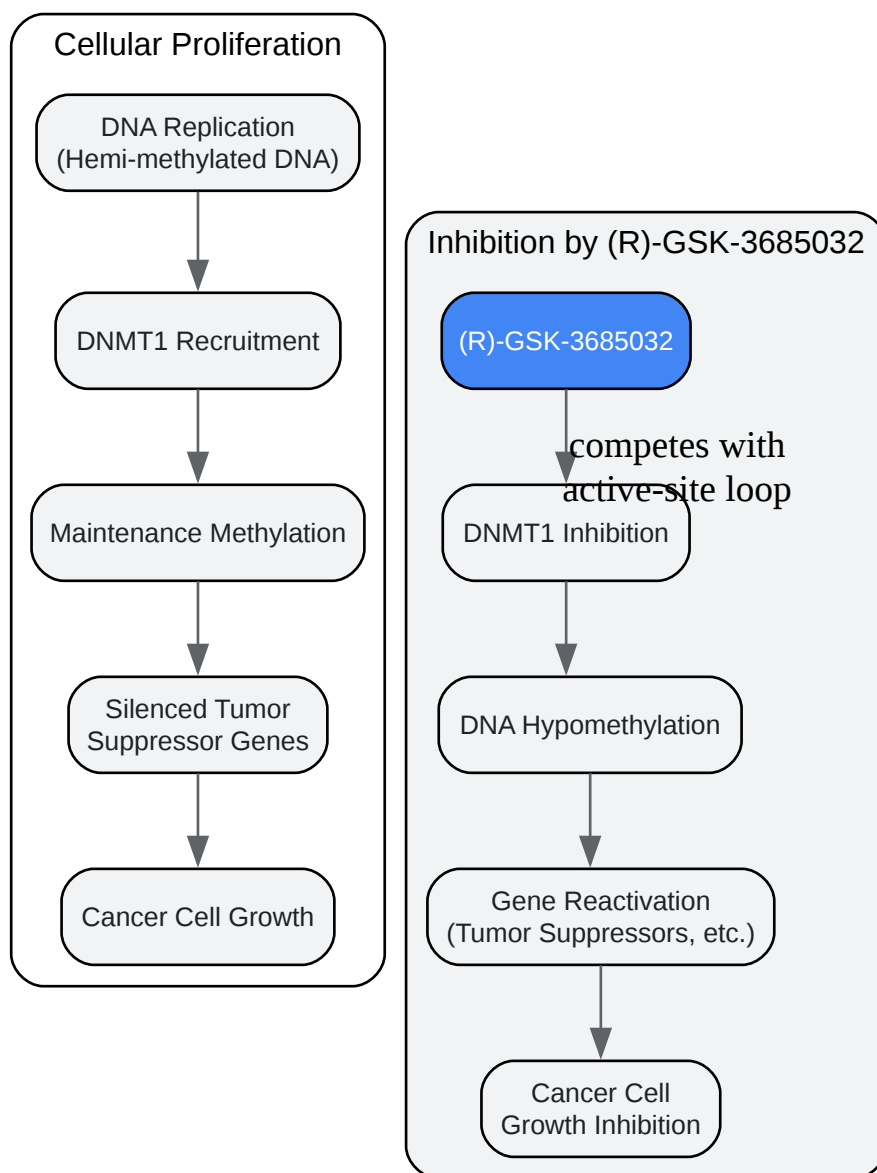 Cellular Proliferation
DNA Replication
(Hemi-methylated DNA)
DNMT1 Recruitment
Maintenance Methylation
Silenced Tumor
Suppressor Genes
Cancer Cell Growth
Inhibition by (R)-GSK-3685032
(R)-GSK-3685032
competes with
active-site loop
DNMT1 Inhibition
DNA Hypomethylation
Gene Reactivation
(Tumor Suppressors, etc.)
Cancer Cell
Growth Inhibition